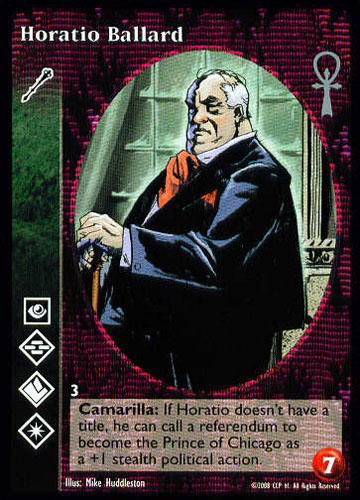 Horatio Ballard
3
Camarilla: If Horatio doesn't have a
title, he can call a referendum to
become the Prince of Chicago as
a +1 stealth political action.
7
Illus: Mike Huddleston
©2008 CCP hf. All Rights Reserved